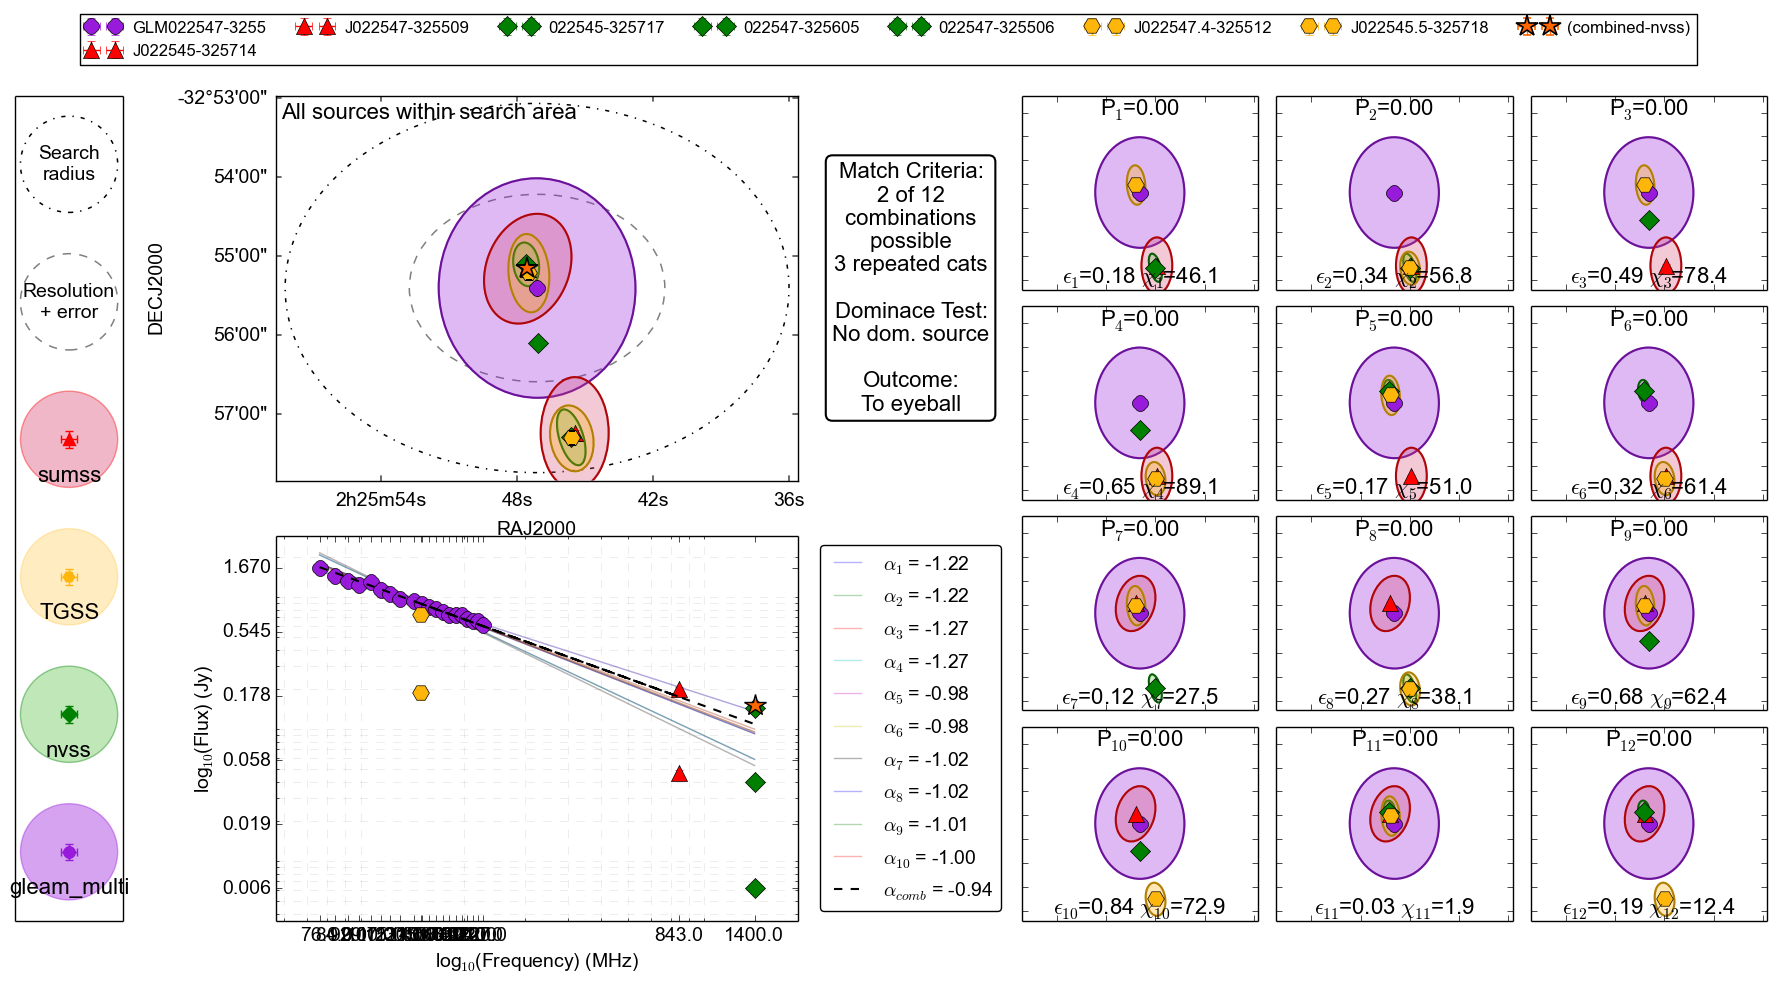 GLM022547-3255 J022547-325509 022545-325717 022547-325605 022547-325506 J022547.4-325512 J022545.5-325718 (combined-nvss)
J022545-325714
Search
radius
Resolution
+ error
sumss
TGSS
nvss
gleam_multi
All sources within search area
-32°53'00"
54'00"
55'00"
56'00"
57'00"
DECJ2000
2h25m54s 48s 42s 36s
RAJ2000
Match Criteria:
2 of 12
combinations
possible
3 repeated cats
Dominace Test:
No dom. source
Outcome:
To eyeball
1.670
0.545
0.178
0.058
0.019
0.006
log10(Flux) (Jy)
843.0 1400.0
log10(Frequency) (MHz)
α1 = -1.22
α2 = -1.22
α3 = -1.27
α4 = -1.27
α5 = -0.98
α6 = -0.98
α7 = -1.02
α8 = -1.02
α9 = -1.01
α10 = -1.00
αcomb = -0.94
P1=0.00 P2=0.00 P3=0.00
ϵ1=0.18 χ1=46.1 ϵ2=0.34 χ2=56.8 ϵ3=0.49 χ3=78.4
P4=0.00 P5=0.00 P6=0.00
ϵ4=0.65 χ4=89.1 ϵ5=0.17 χ5=51.0 ϵ6=0.32 χ6=61.4
P7=0.00 P8=0.00 P9=0.00
ϵ7=0.12 χ7=27.5 ϵ8=0.27 χ8=38.1 ϵ9=0.68 χ9=62.4
P10=0.00 P11=0.00 P12=0.00
ϵ10=0.84 χ10=72.9 ϵ11=0.03 χ11=1.9 ϵ12=0.19 χ12=12.4